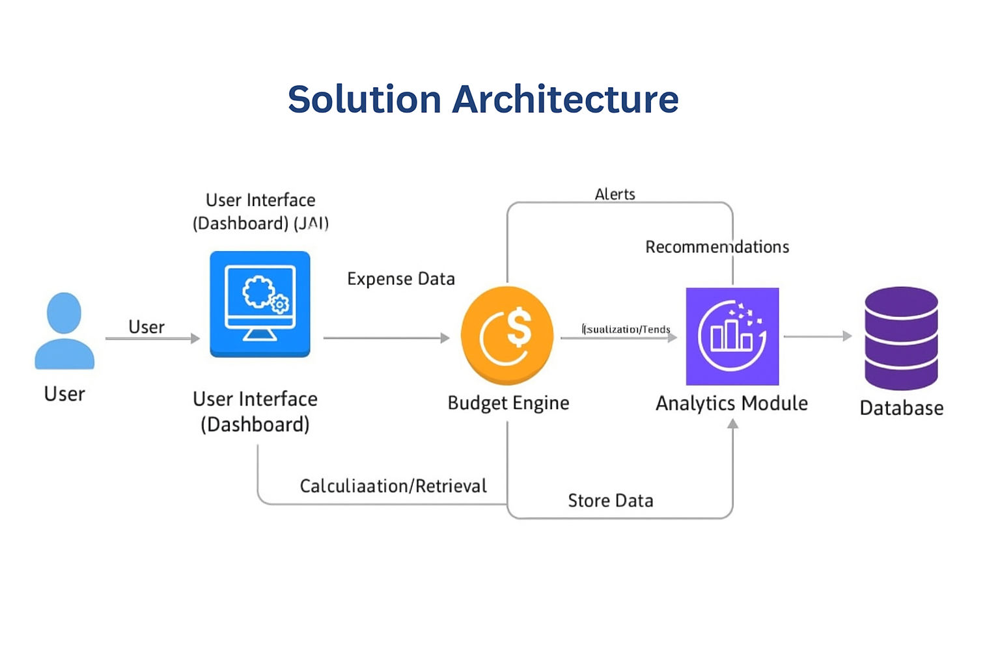 Solution Architecture
User Interface
(Dashboard) (JAI)
Alerts
Recommendations
Expense Data
User
User
User Interface
(Dashboard)
Budget Engine
Analytics Module
Database
Calculiaation/Retrieval
Store Data